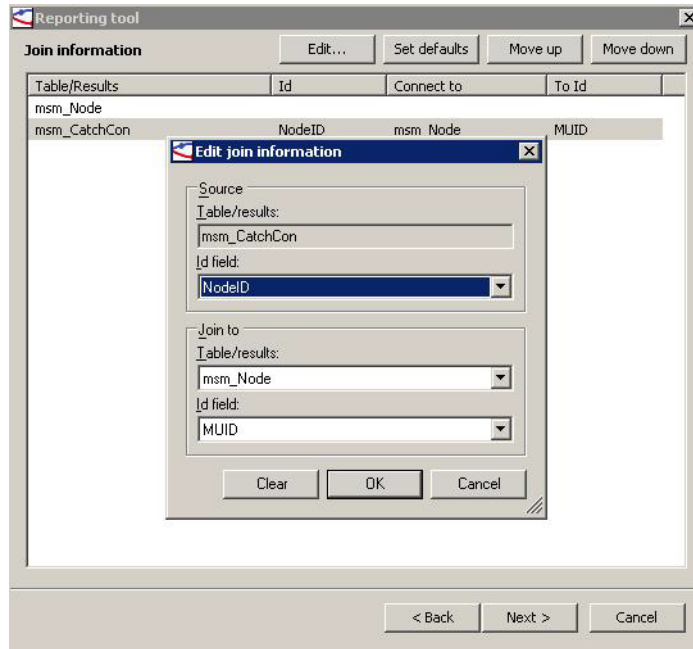 Reporting tool
Join information Edit... Set defaults Move up Move down
Table/Results Id Connect to To Id
msm_Node
msm_CatchCon NodeID msm_Node MUID
Edit join information
Source
Table/results:
msm_CatchCon
Id field:
NodeID
Join to
Table/results:
msm_Node
Id field:
MUID
Clear OK Cancel
< Back Next > Cancel